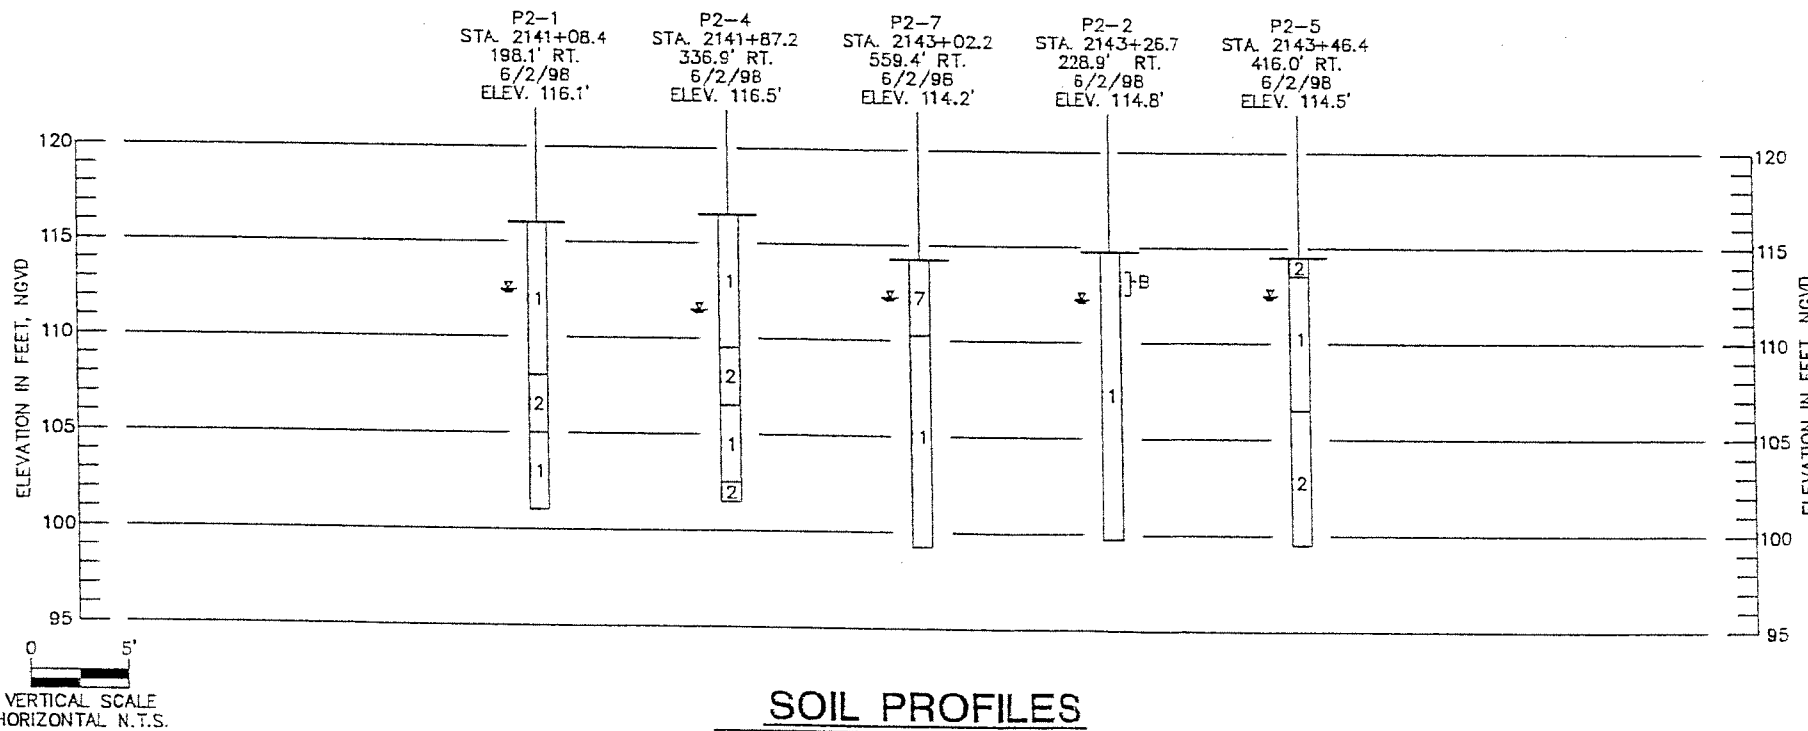 P2-1
STA. 2141+08.4
198.1' RT.
6/2/98
ELEV. 116.1'
P2-4
STA. 2141+87.2
336.9' RT.
6/2/98
ELEV. 116.5'
P2-7
STA. 2143+02.2
559.4' RT.
6/2/98
ELEV. 114.2'
P2-2
STA. 2143+26.7
228.9' RT.
6/2/98
ELEV. 114.8'
P2-5
STA. 2143+46.4
416.0' RT.
6/2/98
ELEV. 114.5'
ELEVATION IN FEET, NGVD
120
115
110
105
100
95
1
2
1
1
2
1
2
7
1
1
B
2
1
2
120
115
110
105
100
95
ELEVATION IN FEET, NGVD
0 5'
VERTICAL SCALE
HORIZONTAL N.T.S.
SOIL PROFILES